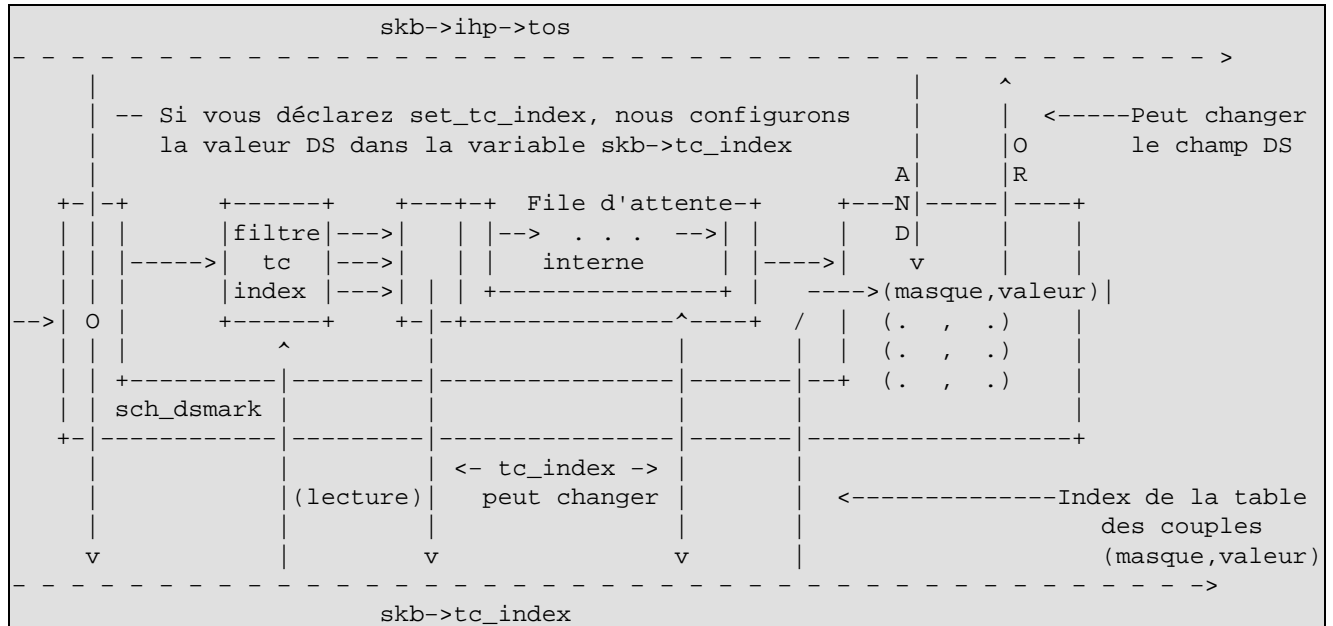 skb->ihp->tos
- - - - - - - - - - - - - - - - - - - - - - - - - - - - - - - - - - - - - - - - - >
|                                                       |     ^
| -- Si vous déclarez set_tc_index, nous configurons    |     |  <-----Peut changer
|    la valeur DS dans la variable skb->tc_index        |     |O       le champ DS
|                                                      A|     |R
+-|-+      +------+    +---+-+  File d'attente-+     +---N|-----|----+
| | |      |filtre|--->|   | |-->  . . .  -->| |     |   D|     |    |
| | |----->|  tc  |--->|   | |    interne    | |---->|    v     |    |
| | |      |index |--->| | | +---------------+ |   ---->(masque,valeur)|
-->| O |      +------+    +-|-+--------------^----+  /  |  (.  ,  .)     |
| | |          ^           |                |       |  |  (.  ,  .)     |
| | +----------|---------|----------------|-------|--+  (.  ,  .)     |
| | sch_dsmark |         |                |       |                   |
+-|------------|---------|----------------|-------|------------------+
|            |         | <- tc_index -> |       |
|            |(lecture)|   peut changer |       |  <--------------Index de la table
|            |         |                |       |                    des couples
v            |         v                v       |                    (masque,valeur)
- - - - - - - - - - - - - - - - - - - - - - - - - - - - - - - - - - - - - - - - ->
skb->tc_index